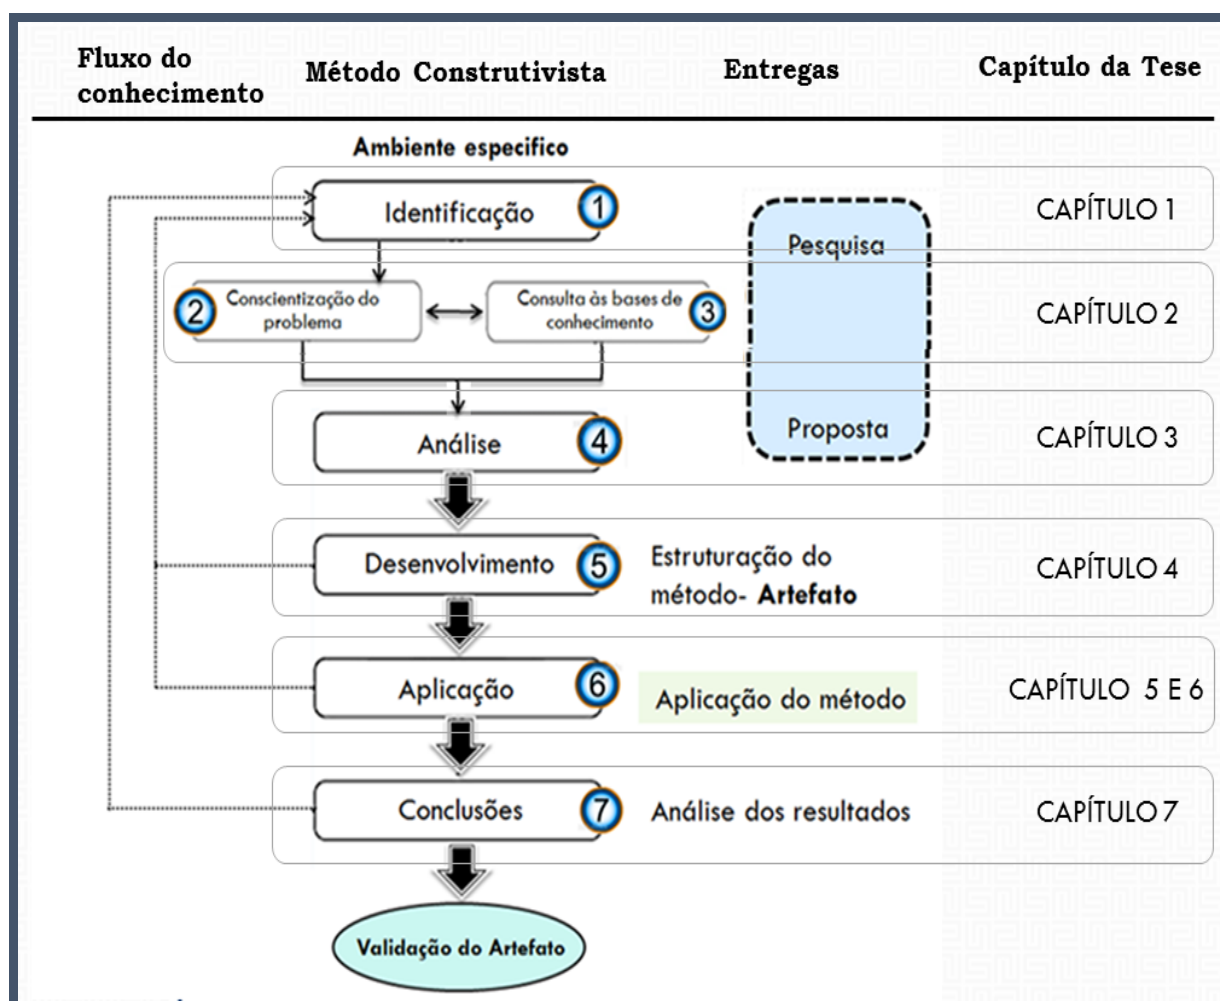 Fluxo do
conhecimento
Método Construtivista
Entregas
Capítulo da Tese
Ambiente especifico
Identificação
1
Pesquisa
CAPÍTULO 1
2
Conscientização do
problema
Consulta às bases de
conhecimento
3
CAPÍTULO 2
Análise
4
Proposta
CAPÍTULO 3
Desenvolvimento
5
Estruturação do
método- Artefato
CAPÍTULO 4
Aplicação
6
Aplicação do método
CAPÍTULO 5 E 6
Conclusões
7
Análise dos resultados
CAPÍTULO 7
Validação do Artefato